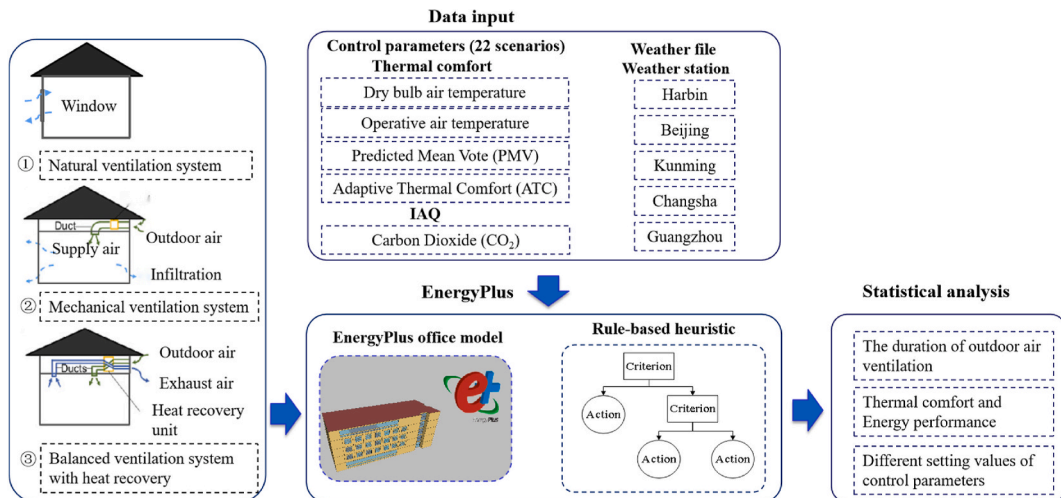 Data input
Window
① Natural ventilation system
Duct
Supply air
Outdoor air
Infiltration
② Mechanical ventilation system
Ducts
Outdoor air
Exhaust air
Heat recovery
unit
③ Balanced ventilation system
with heat recovery
Control parameters (22 scenarios)
Thermal comfort
Dry bulb air temperature
Operative air temperature
Predicted Mean Vote (PMV)
Adaptive Thermal Comfort (ATC)
IAQ
Carbon Dioxide (CO₂)
Weather file
Weather station
Harbin
Beijing
Kunming
Changsha
Guangzhou
EnergyPlus
EnergyPlus office model
Rule-based heuristic
Criterion
Action
Criterion
Action
Action
Statistical analysis
The duration of outdoor air
ventilation
Thermal comfort and
Energy performance
Different setting values of
control parameters